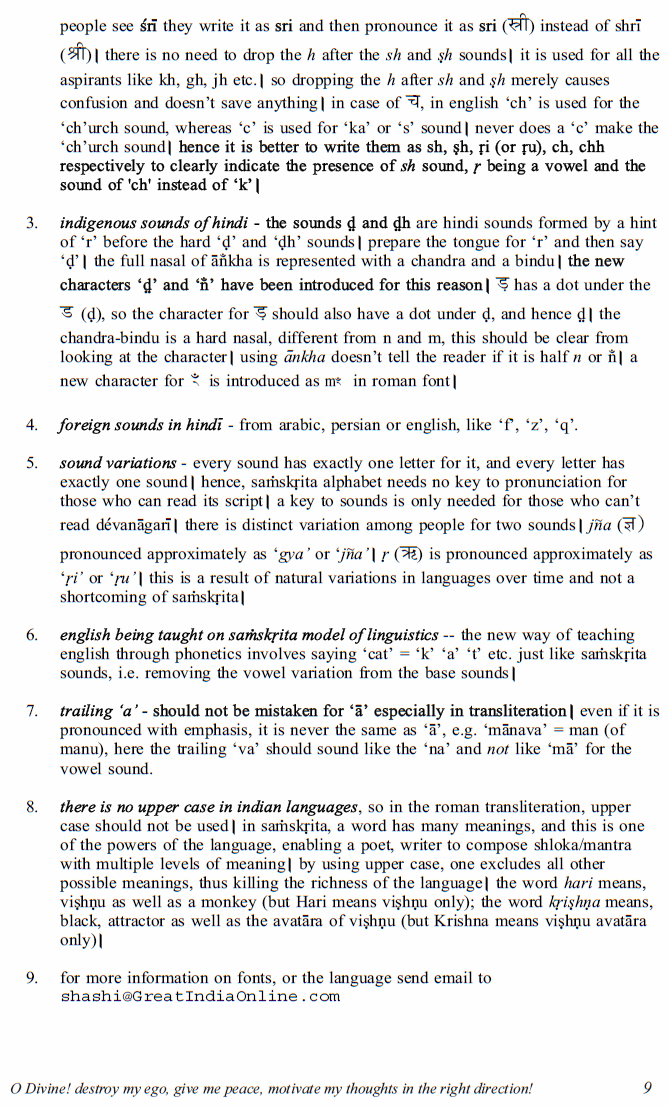 people see śrī they write it as sri and then pronounce it as sri (स्त्री) instead of shrī
(श्री)| there is no need to drop the h after the sh and ṣh sounds| it is used for all the
aspirants like kh, gh, jh etc.| so dropping the h after sh and ṣh merely causes
confusion and doesn’t save anything| in case of च, in english ‘ch’ is used for the
‘ch’urch sound, whereas ‘c’ is used for ‘ka’ or ‘s’ sound| never does a ‘c’ make the
‘ch’urch sound| hence it is better to write them as sh, ṣh, ṛi (or ṛu), ch, chh
respectively to clearly indicate the presence of sh sound, ṛ being a vowel and the
sound of 'ch' instead of ‘k’|
3. indigenous sounds of hindi - the sounds d̤ and d̤h are hindi sounds formed by a hint
of ‘r’ before the hard ‘ḍ’ and ‘ḍh’ sounds| prepare the tongue for ‘r’ and then say
‘ḍ’| the full nasal of ān̐kha is represented with a chandra and a bindu| the new
characters ‘d̤’ and ‘n̐’ have been introduced for this reason| ड़ has a dot under the
ड (ḍ), so the character for ड़ should also have a dot under ḍ, and hence d̤| the
chandra-bindu is a hard nasal, different from n and m, this should be clear from
looking at the character| using ānkha doesn’t tell the reader if it is half n or n̐| a
new character for is introduced as m* in roman font|
4. foreign sounds in hindī - from arabic, persian or english, like ‘f’, ‘z’, ‘q’.
5. sound variations - every sound has exactly one letter for it, and every letter has
exactly one sound| hence, saṁskṛita alphabet needs no key to pronunciation for
those who can read its script| a key to sounds is only needed for those who can’t
read dévanāgarī| there is distinct variation among people for two sounds| jña (ज्ञ)
pronounced approximately as ‘gya’ or ‘jña’| ṛ (ऋ) is pronounced approximately as
‘ṛi’ or ‘ṛu’| this is a result of natural variations in languages over time and not a
shortcoming of saṁskṛita|
6. english being taught on saṁskṛita model of linguistics -- the new way of teaching
english through phonetics involves saying ‘cat’ = ‘k’ ‘a’ ‘t’ etc. just like saṁskṛita
sounds, i.e. removing the vowel variation from the base sounds|
7. trailing ‘a’ - should not be mistaken for ‘ā’ especially in transliteration| even if it is
pronounced with emphasis, it is never the same as ‘ā’, e.g. ‘mānava’ = man (of
manu), here the trailing ‘va’ should sound like the ‘na’ and not like ‘mā’ for the
vowel sound.
8. there is no upper case in indian languages, so in the roman transliteration, upper
case should not be used| in saṁskṛita, a word has many meanings, and this is one
of the powers of the language, enabling a poet, writer to compose shloka/mantra
with multiple levels of meaning| by using upper case, one excludes all other
possible meanings, thus killing the richness of the language| the word hari means,
viṣhṇu as well as a monkey (but Hari means viṣhṇu only); the word kṛiṣhṇa means,
black, attractor as well as the avatāra of viṣhṇu (but Krishna means viṣhṇu avatāra
only)|
9. for more information on fonts, or the language send email to
shashi@GreatIndiaOnline.com
O Divine! destroy my ego, give me peace, motivate my thoughts in the right direction! 9